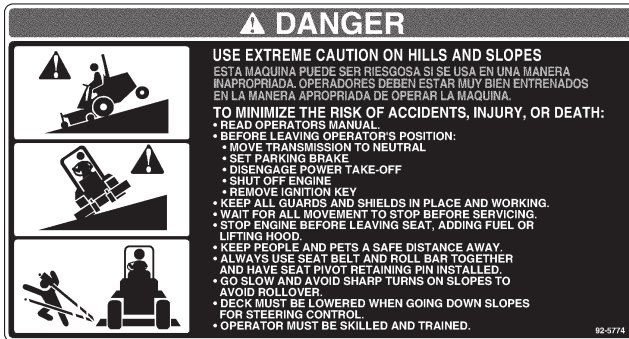 DANGER
USE EXTREME CAUTION ON HILLS AND SLOPES
ESTA MAQUINA PUEDE SER RIESGOSA SI SE USA EN UNA MANERA
INAPROPRIADA. OPERADORES DEBEN ESTAR MUY BIEN ENTRENADOS
EN LA MANERA APROPRIADA DE OPERAR LA MAQUINA.
TO MINIMIZE THE RISK OF ACCIDENTS, INJURY, OR DEATH:
• READ OPERATORS MANUAL.
• BEFORE LEAVING OPERATOR'S POSITION:
• MOVE TRANSMISSION TO NEUTRAL
• SET PARKING BRAKE
• DISENGAGE POWER TAKE-OFF
• SHUT OFF ENGINE
• REMOVE IGNITION KEY
• KEEP ALL GUARDS AND SHIELDS IN PLACE AND WORKING.
• WAIT FOR ALL MOVEMENT TO STOP BEFORE SERVICING.
• STOP ENGINE BEFORE LEAVING SEAT, ADDING FUEL OR
LIFTING HOOD.
• KEEP PEOPLE AND PETS A SAFE DISTANCE AWAY.
• ALWAYS USE SEAT BELT AND ROLL BAR TOGETHER
AND HAVE SEAT PIVOT RETAINING PIN INSTALLED.
• GO SLOW AND AVOID SHARP TURNS ON SLOPES TO
AVOID ROLLOVER.
• DECK MUST BE LOWERED WHEN GOING DOWN SLOPES
FOR STEERING CONTROL.
• OPERATOR MUST BE SKILLED AND TRAINED.
92-5774